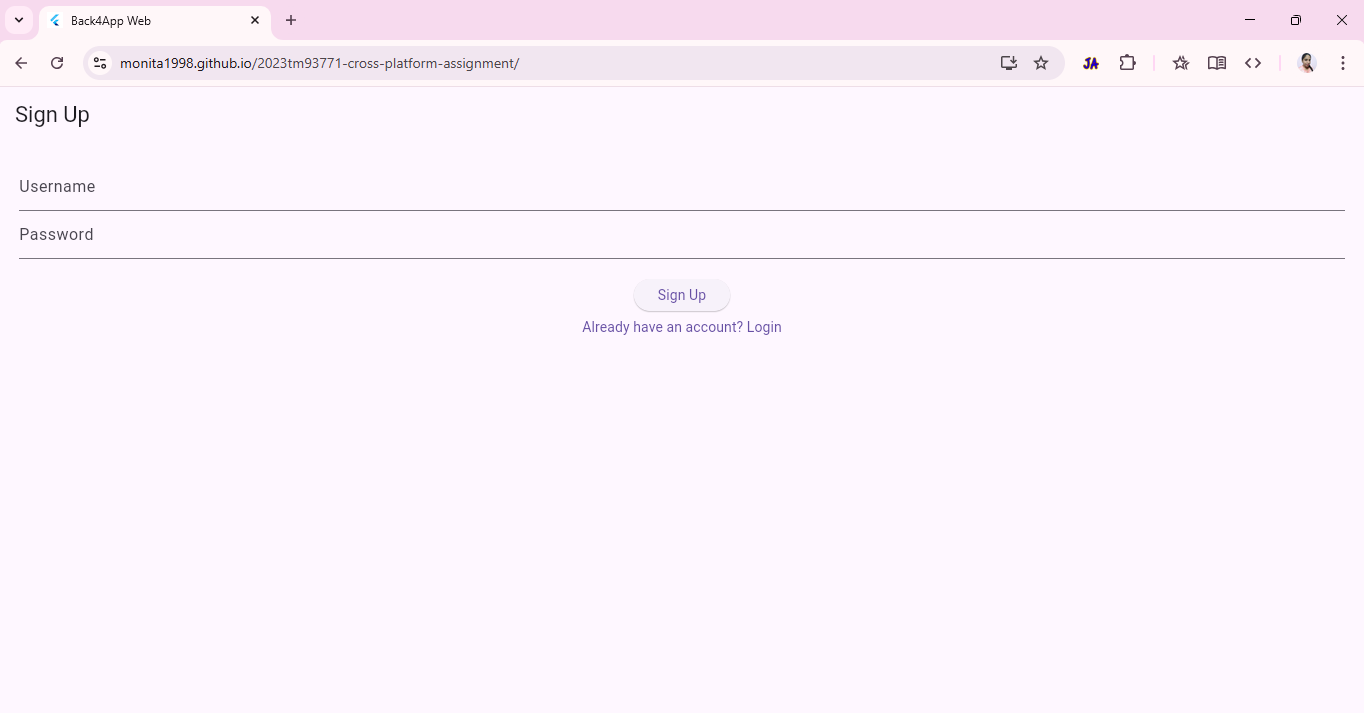 Back4App Web
monita1998.github.io/2023tm93771-cross-platform-assignment/
JA
Sign Up
Username
Password
Sign Up
Already have an account? Login